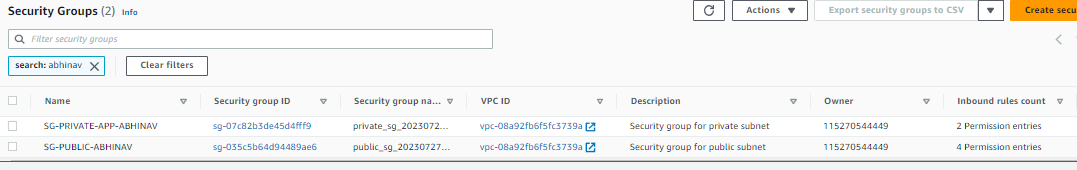 Security Groups (2) Info
Actions
Export security groups to CSV
Create secu
Filter security groups
search: abhinav
Clear filters
Name Security group ID Security group na... VPC ID Description Owner Inbound rules count
SG-PRIVATE-APP-ABHINAV sg-07c82b3de45d4fff9 private_sg_2023072... vpc-08a92fb6f5fc3739a Security group for private subnet 115270544449 2 Permission entries
SG-PUBLIC-ABHINAV sg-035c5b64d94489ae6 public_sg_20230727... vpc-08a92fb6f5fc3739a Security group for public subnet 115270544449 4 Permission entries